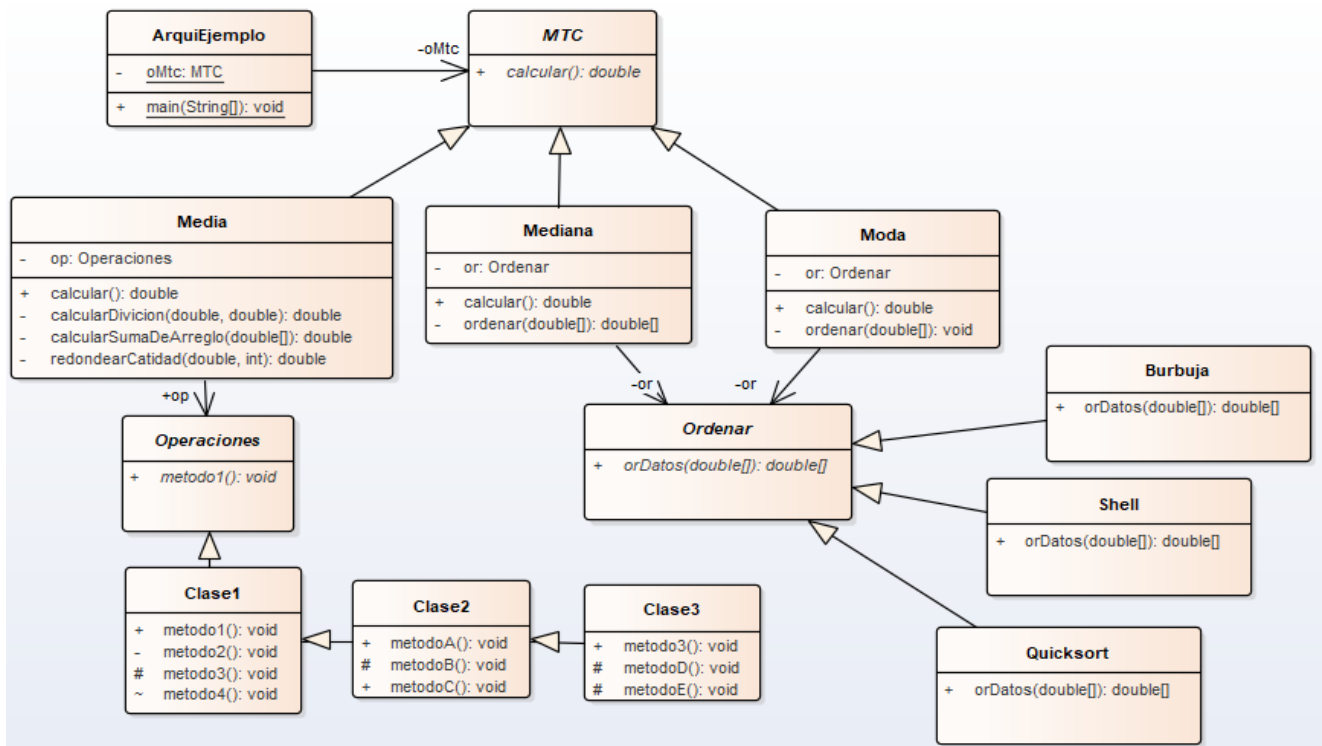 ArquiEjemplo
- oMtc: MTC
+ main(String[]): void
-oMtc
MTC
+ calcular(): double
Media
- op: Operaciones
+ calcular(): double
- calcularDivicion(double, double): double
- calcularSumaDeArreglo(double[]): double
- redondearCatidad(double, int): double
Mediana
- or: Ordenar
+ calcular(): double
- ordenar(double[]): double[]
Moda
- or: Ordenar
+ calcular(): double
- ordenar(double[]): void
+op
-or
-or
Operaciones
+ metodo1(): void
Ordenar
+ orDatos(double[]): double[]
Burbuja
+ orDatos(double[]): double[]
Shell
+ orDatos(double[]): double[]
Quicksort
+ orDatos(double[]): double[]
Clase1
+ metodo1(): void
- metodo2(): void
# metodo3(): void
~ metodo4(): void
Clase2
+ metodoA(): void
# metodoB(): void
+ metodoC(): void
Clase3
+ metodo3(): void
# metodoD(): void
# metodoE(): void